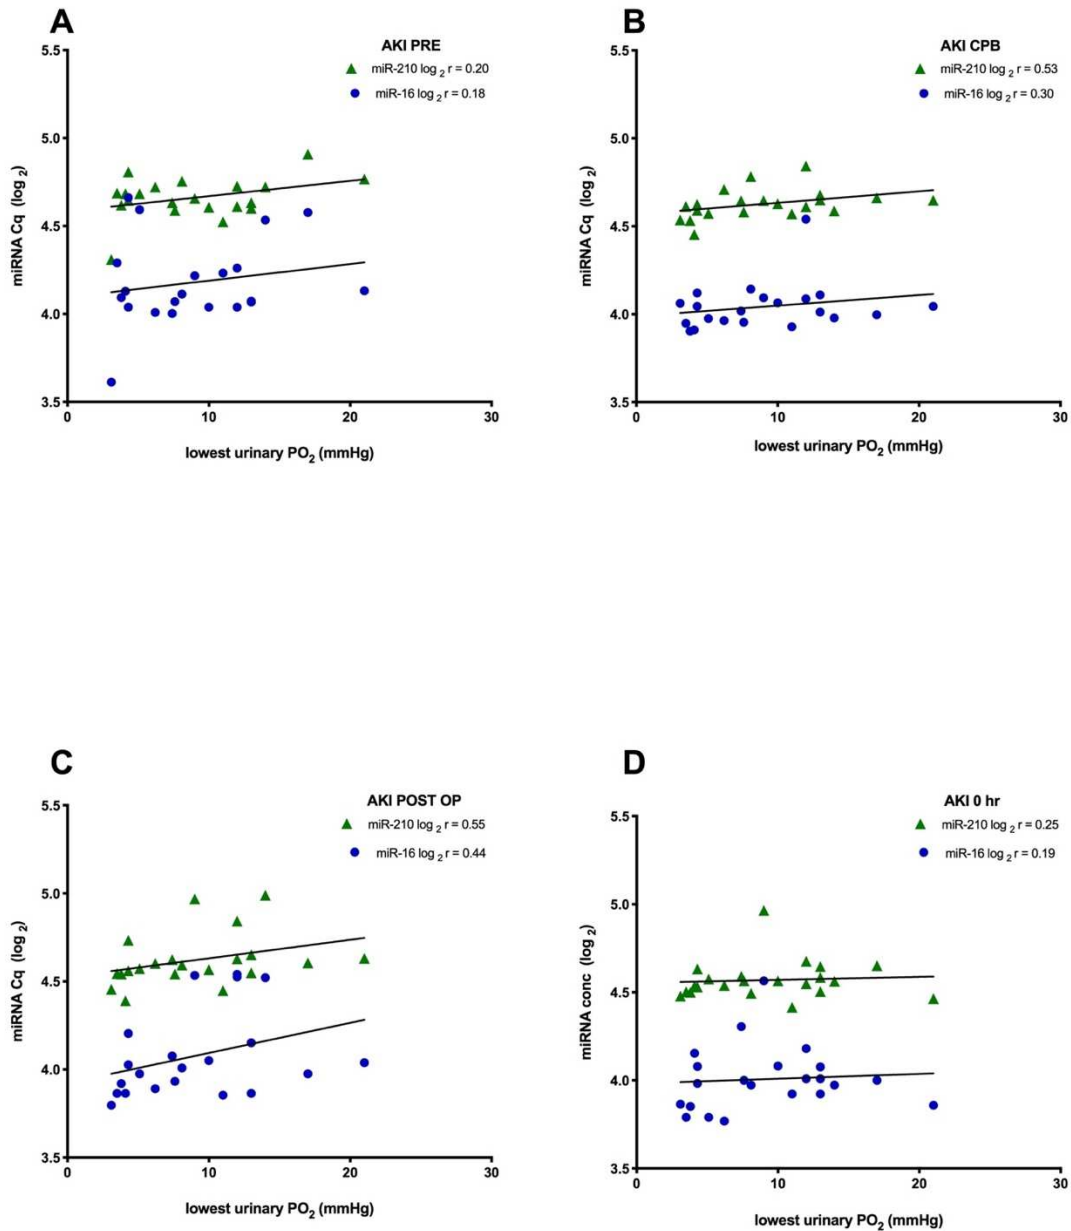 A
AKI PRE
miR-210 log 2 r = 0.20
miR-16 log 2 r = 0.18
5.5
5.0
4.5
4.0
3.5
miRNA Cq (log 2)
0 10 20 30
lowest urinary PO2 (mmHg)
B
AKI CPB
miR-210 log 2 r = 0.53
miR-16 log 2 r = 0.30
5.5
5.0
4.5
4.0
3.5
miRNA Cq (log 2)
0 10 20 30
lowest urinary PO2 (mmHg)
C
AKI POST OP
miR-210 log 2 r = 0.55
miR-16 log 2 r = 0.44
5.5
5.0
4.5
4.0
3.5
miRNA Cq (log 2)
0 10 20 30
lowest urinary PO2 (mmHg)
D
AKI 0 hr
miR-210 log 2 r = 0.25
miR-16 log 2 r = 0.19
5.5
5.0
4.5
4.0
3.5
miRNA conc (log 2)
0 10 20 30
lowest urinary PO2 (mmHg)